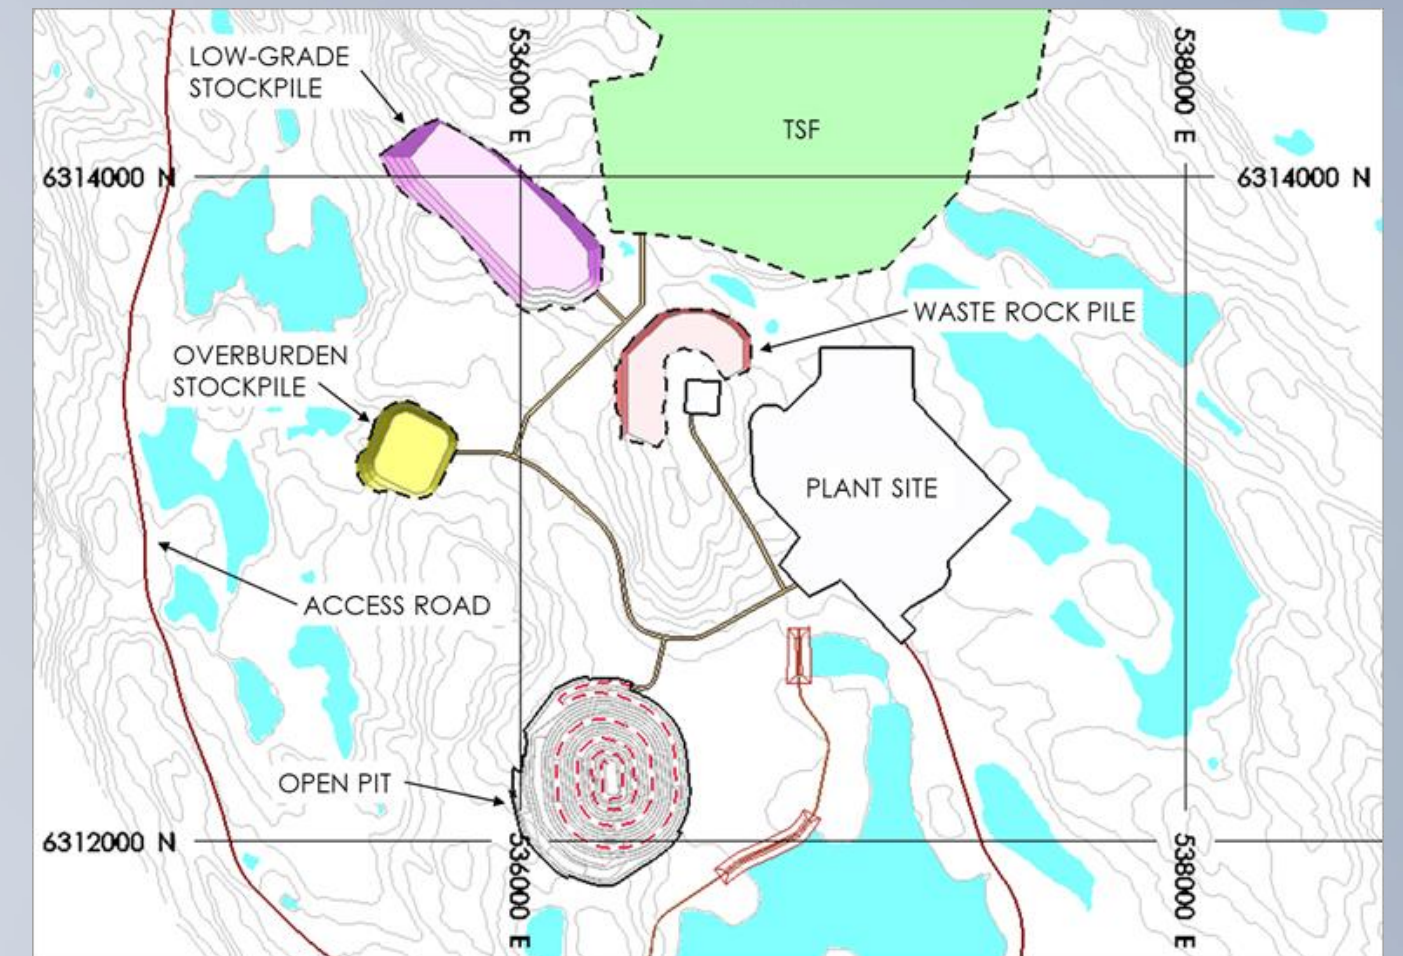 LOW-GRADE
STOCKPILE
536000 E
538000 E
TSF
6314000 N
6314000 N
WASTE ROCK PILE
OVERBURDEN
STOCKPILE
PLANT SITE
ACCESS ROAD
OPEN PIT
6312000 N
536000 E
538000 E